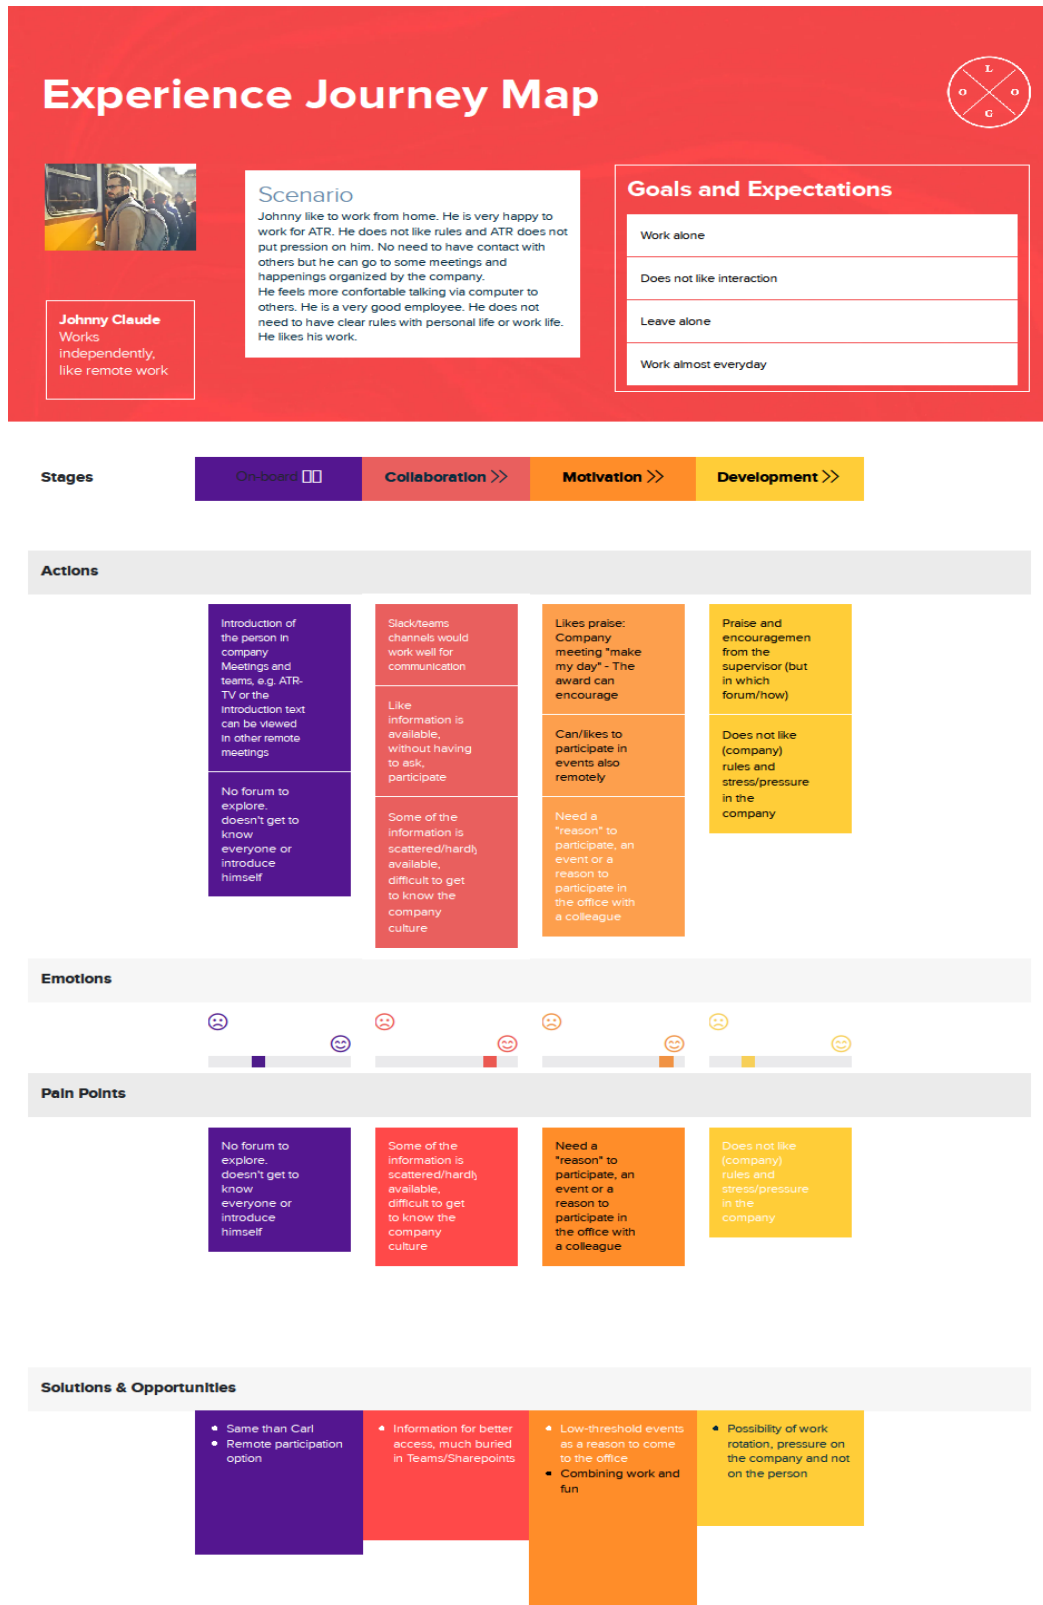 Experience Journey Map
L
O O
G
Scenario
Johnny like to work from home. He is very happy to
work for ATR. He does not like rules and ATR does not
put pression on him. No need to have contact with
others but he can go to some meetings and
happenings organized by the company.
He feels more confortable talking via computer to
others. He is a very good employee. He does not
need to have clear rules with personal life or work life.
He likes his work.
Johnny Claude
Works
independently,
like remote work
Goals and Expectations
Work alone
Does not like interaction
Leave alone
Work almost everyday
Stages
On-board
Collaboration >>
Motivation >>
Development >>
Actions
Introduction of
the person in
company
Meetings and
teams, e.g. ATR-
TV or the
introduction text
can be viewed
in other remote
meetings
No forum to
explore.
doesn't get to
know
everyone or
introduce
himself
Slack/teams
channels would
work well for
communication
Like
information is
available,
without having
to ask,
participate
Some of the
information is
scattered/hardly
available,
difficult to get
to know the
company
culture
Likes praise:
Company
meeting "make
my day" - The
award can
encourage
Can/likes to
participate in
events also
remotely
Need a
"reason" to
participate, an
event or a
reason to
participate in
the office with
a colleague
Praise and
encouragemen
from the
supervisor (but
in which
forum/how)
Does not like
(company)
rules and
stress/pressure
in the
company
Emotions
Pain Points
No forum to
explore.
doesn't get to
know
everyone or
introduce
himself
Some of the
information is
scattered/hardly
available,
difficult to get
to know the
company
culture
Need a
"reason" to
participate, an
event or a
reason to
participate in
the office with
a colleague
Does not like
(company)
rules and
stress/pressure
in the
company
Solutions & Opportunities
• Same than Carl
• Remote participation
option
• Information for better
access, much buried
in Teams/Sharepoints
• Low-threshold events
as a reason to come
to the office
• Combining work and
fun
• Possibility of work
rotation, pressure on
the company and not
on the person